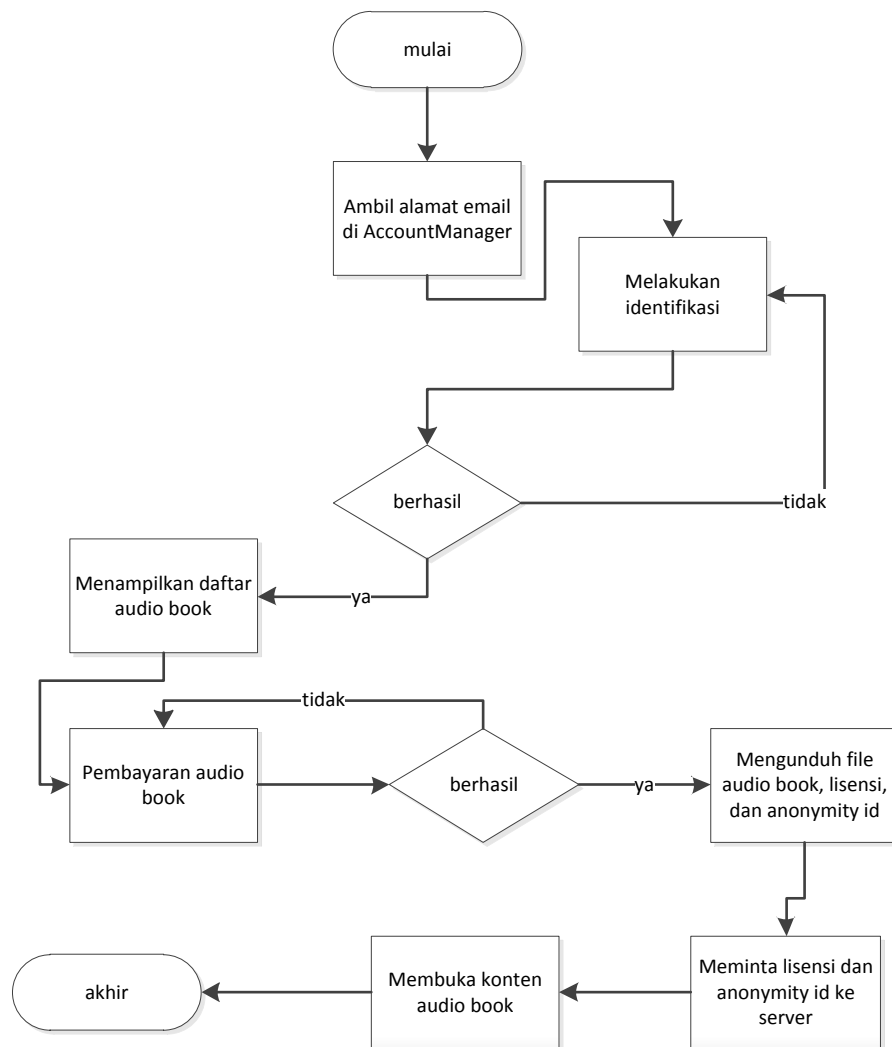 mulai
Ambil alamat email
di AccountManager
Melakukan
identifikasi
berhasil
tidak
Menampilkan daftar
audio book
ya
tidak
Pembayaran audio
book
berhasil
ya
Mengunduh file
audio book, lisensi,
dan anonymity id
Meminta lisensi dan
anonymity id ke
server
Membuka konten
audio book
akhir